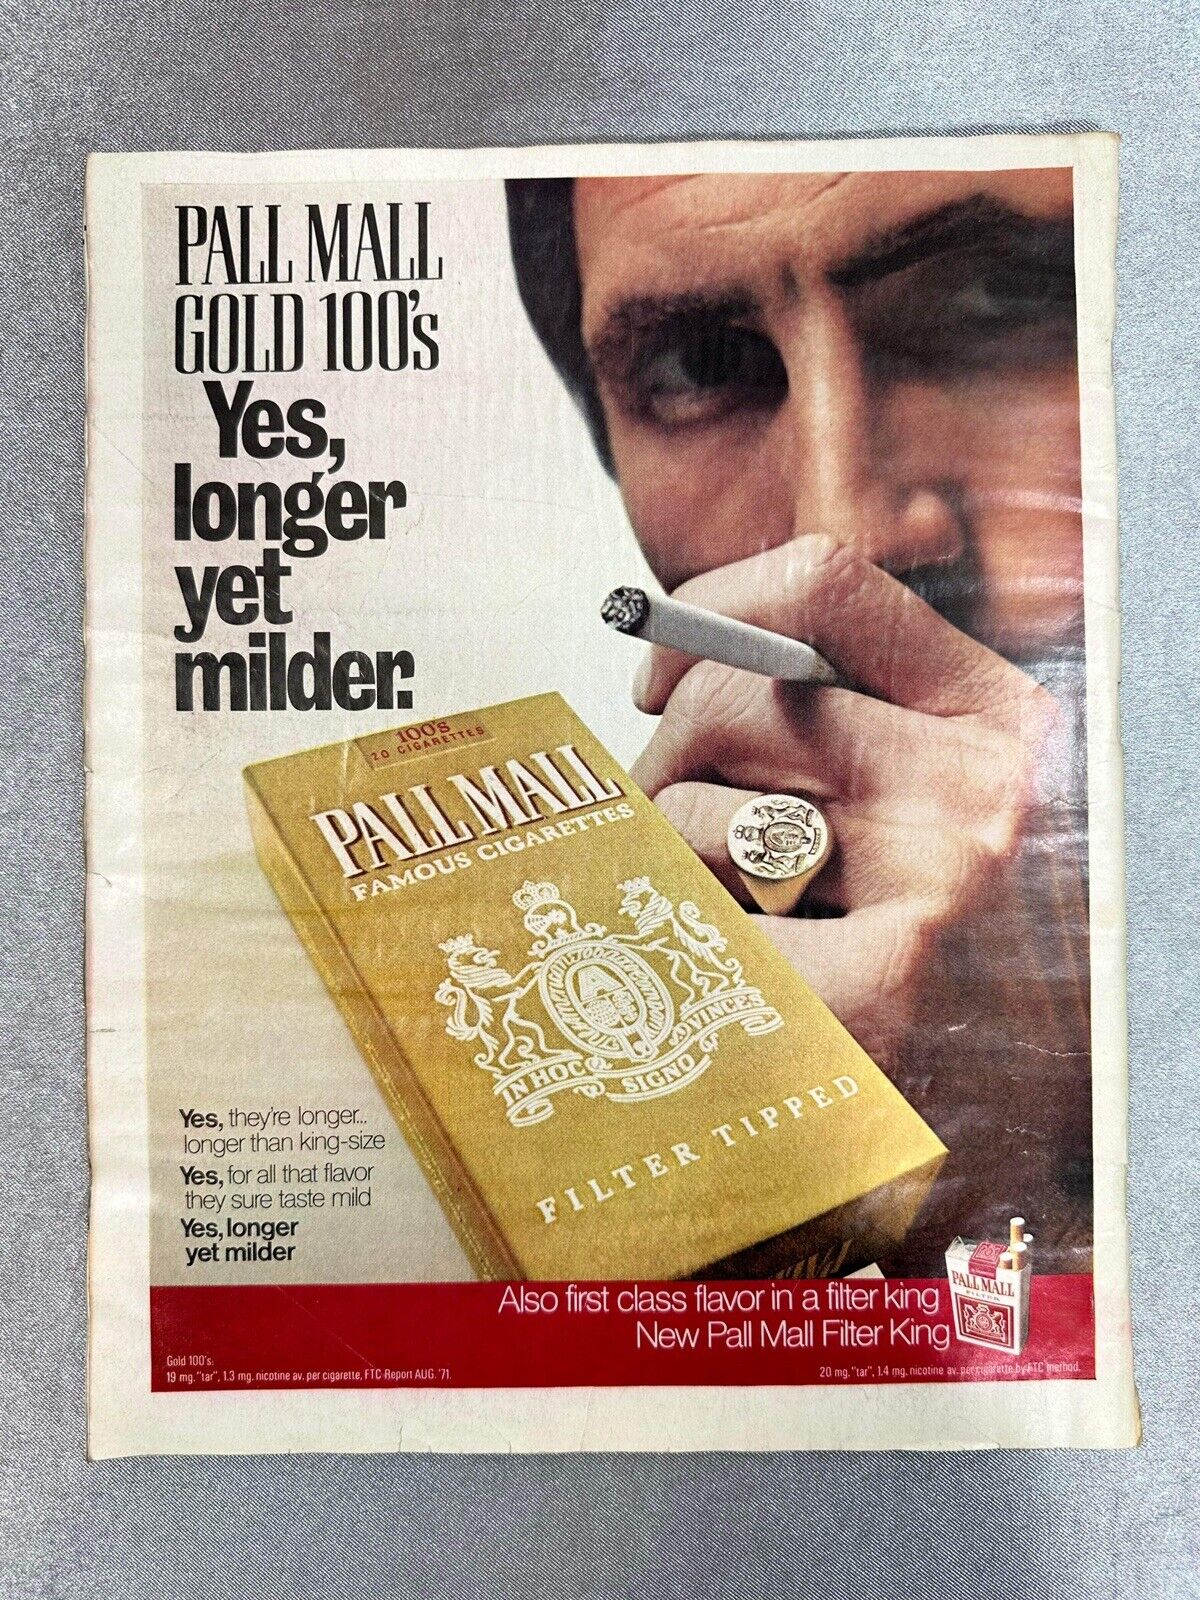 PALL MALL
GOLD 100's
Yes,
longer
yet
milder.
100's
20 CIGARETTES
PALL MALL
FAMOUS CIGARETTES
A
IN HOC SIGNO VINCES
FILTER TIPPED
Yes, they're longer...
longer than king-size
Yes, for all that flavor
they sure taste mild
Yes, longer
yet milder
Also first class flavor in a filter king
New Pall Mall Filter King
PALL MALL
FILTER
Gold 100's:
19 mg. "tar", 1.3 mg. nicotine av. per cigarette, FTC Report AUG. '71.
20 mg. "tar", 1.4 mg. nicotine av. per cigarette by FTC method.